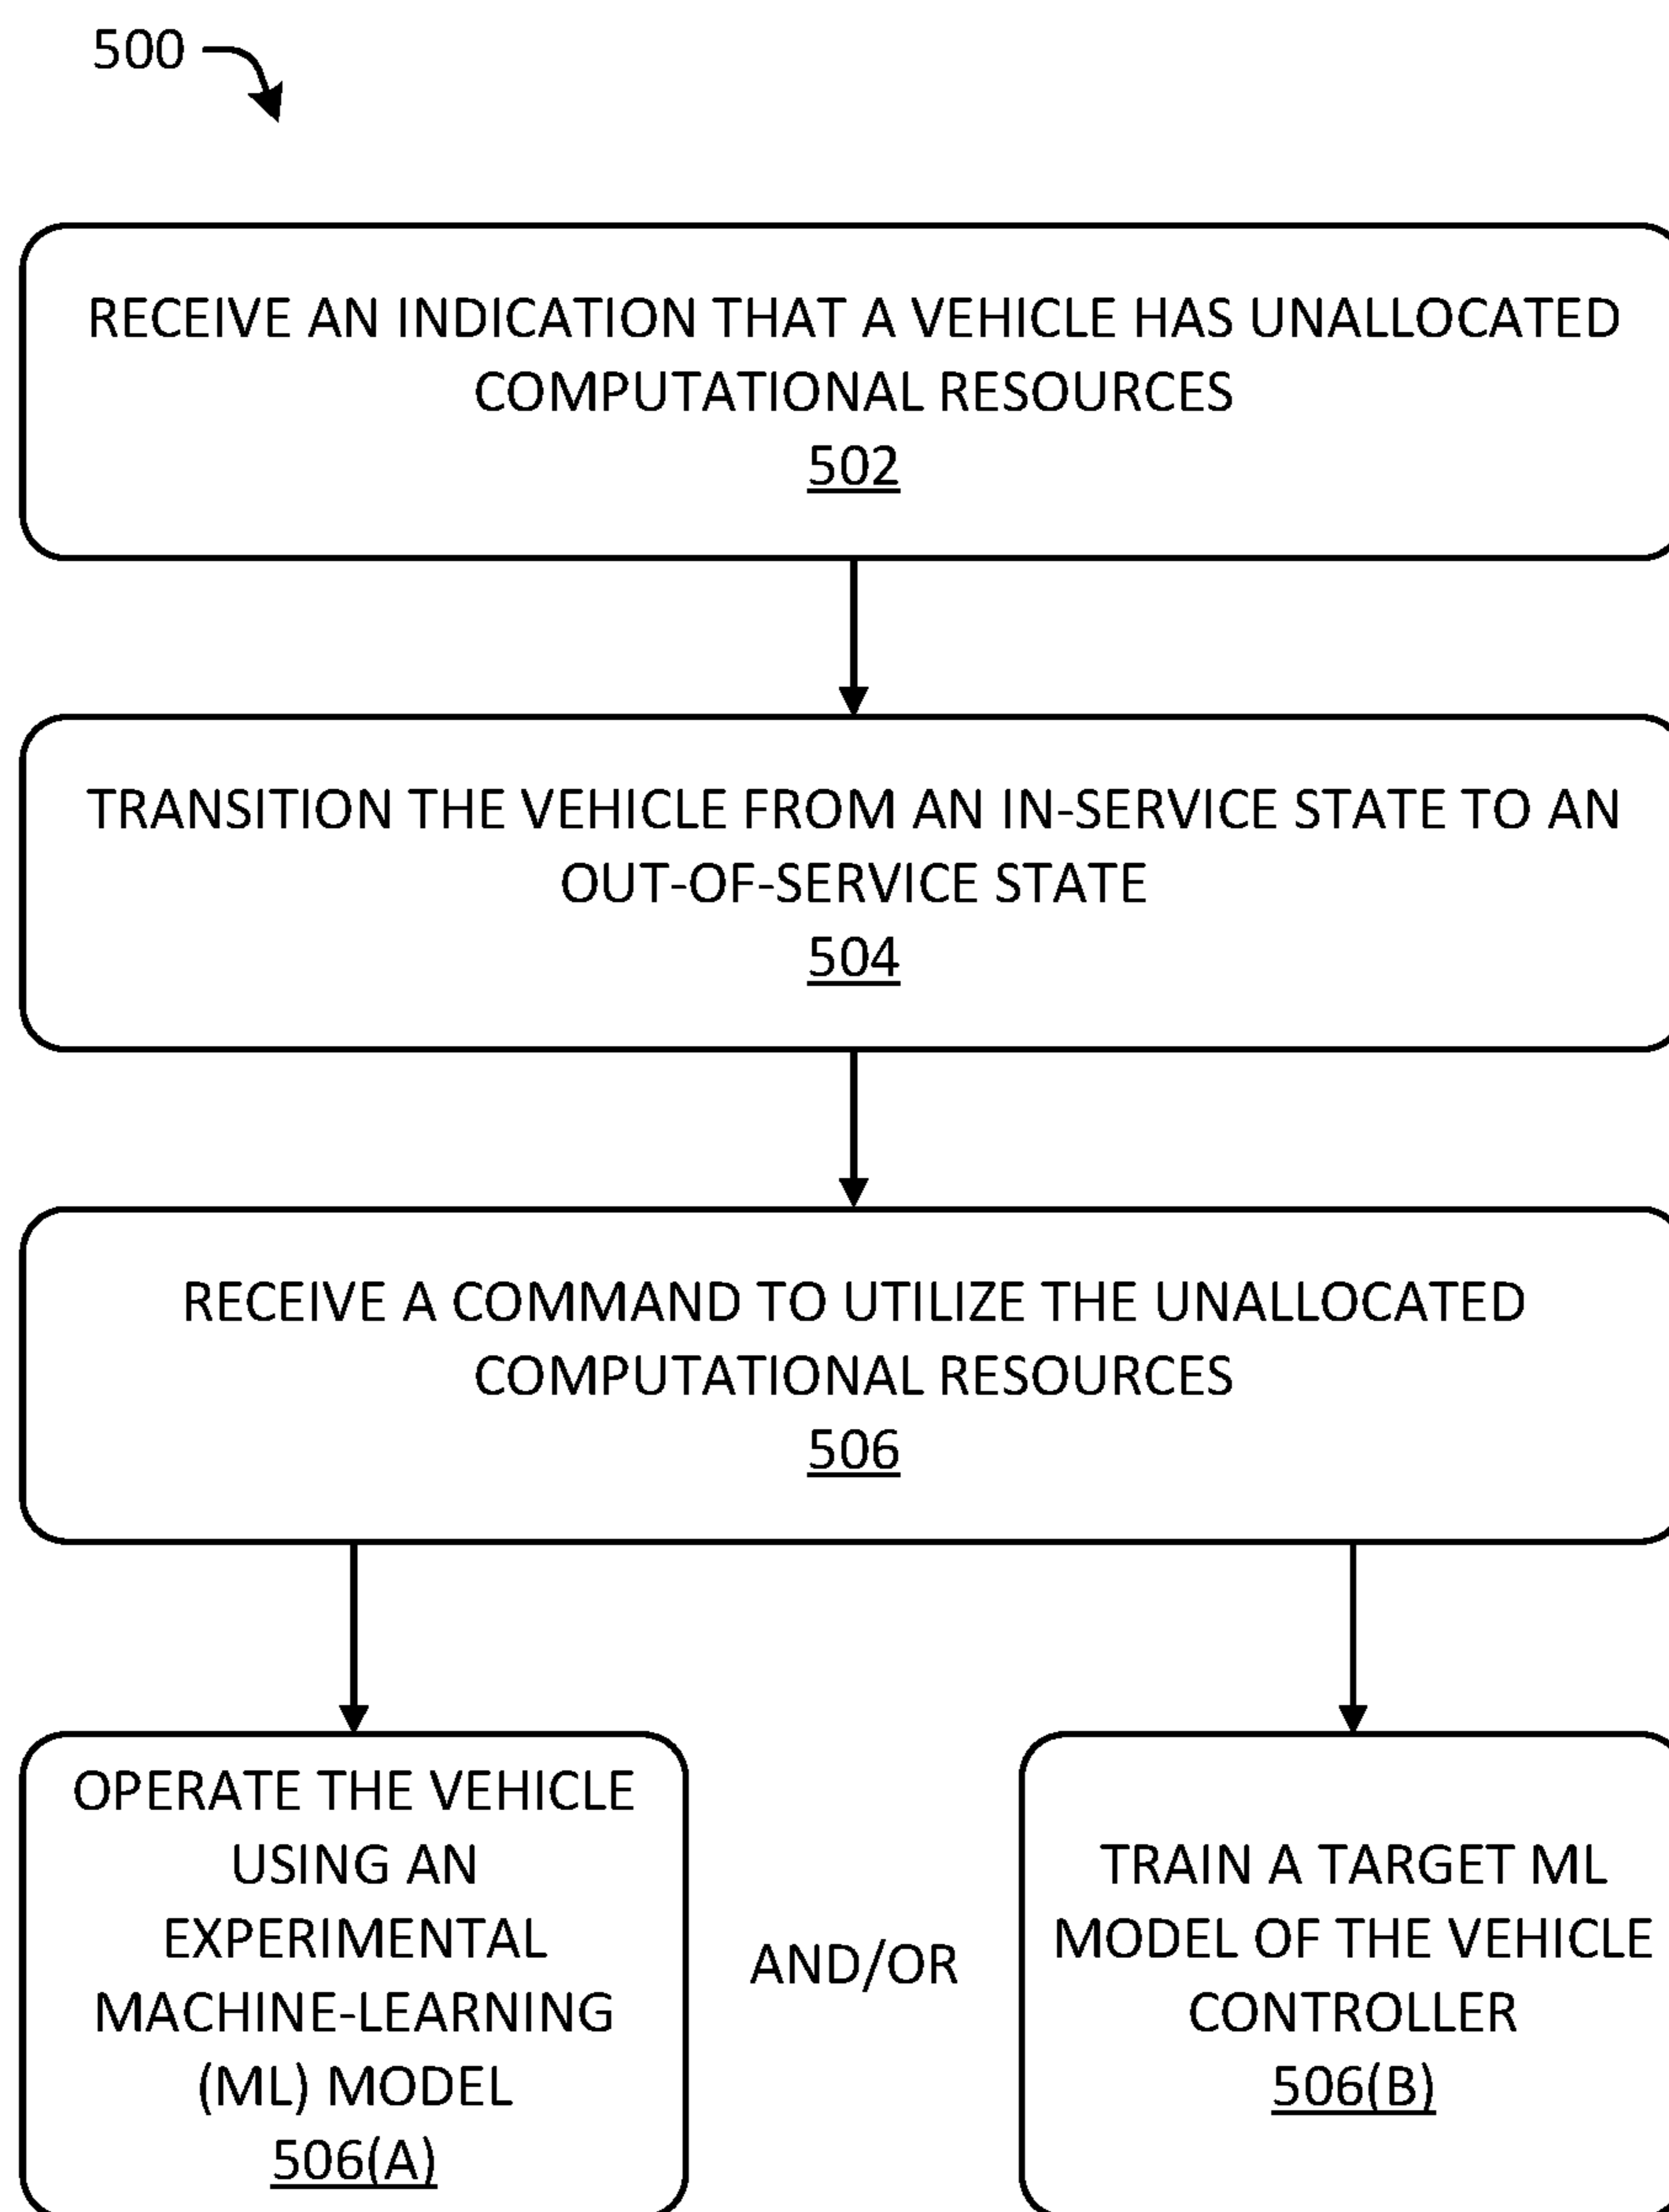 500
RECEIVE AN INDICATION THAT A VEHICLE HAS UNALLOCATED
COMPUTATIONAL RESOURCES
502
TRANSITION THE VEHICLE FROM AN IN-SERVICE STATE TO AN
OUT-OF-SERVICE STATE
504
RECEIVE A COMMAND TO UTILIZE THE UNALLOCATED
COMPUTATIONAL RESOURCES
506
OPERATE THE VEHICLE
USING AN
EXPERIMENTAL
MACHINE-LEARNING
(ML) MODEL
506(A)
AND/OR
TRAIN A TARGET ML
MODEL OF THE VEHICLE
CONTROLLER
506(B)